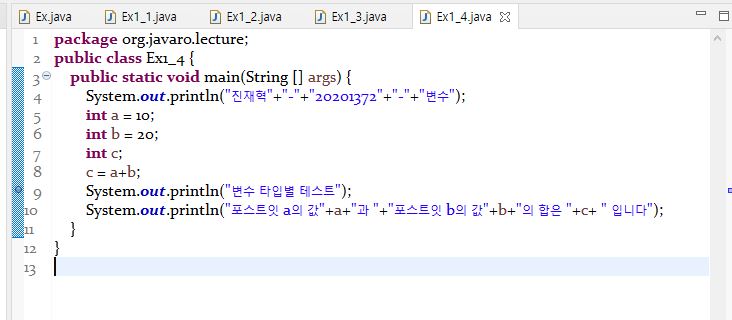 Ex.java Ex1_1.java Ex1_2.java Ex1_3.java Ex1_4.java
1 package org.javaro.lecture;
2 public class Ex1_4 {
3 public static void main(String [] args) {
4 System.out.println("진재혁"+"-"+"20201372"+"-"+"변수");
5 int a = 10;
6 int b = 20;
7 int c;
8 c = a+b;
9 System.out.println("변수 타입별 테스트");
10 System.out.println("포스트잇 a의 값"+a+"과 "+"포스트잇 b의 값"+b+"의 합은 "+c+ " 입니다");
11 }
12 }
13